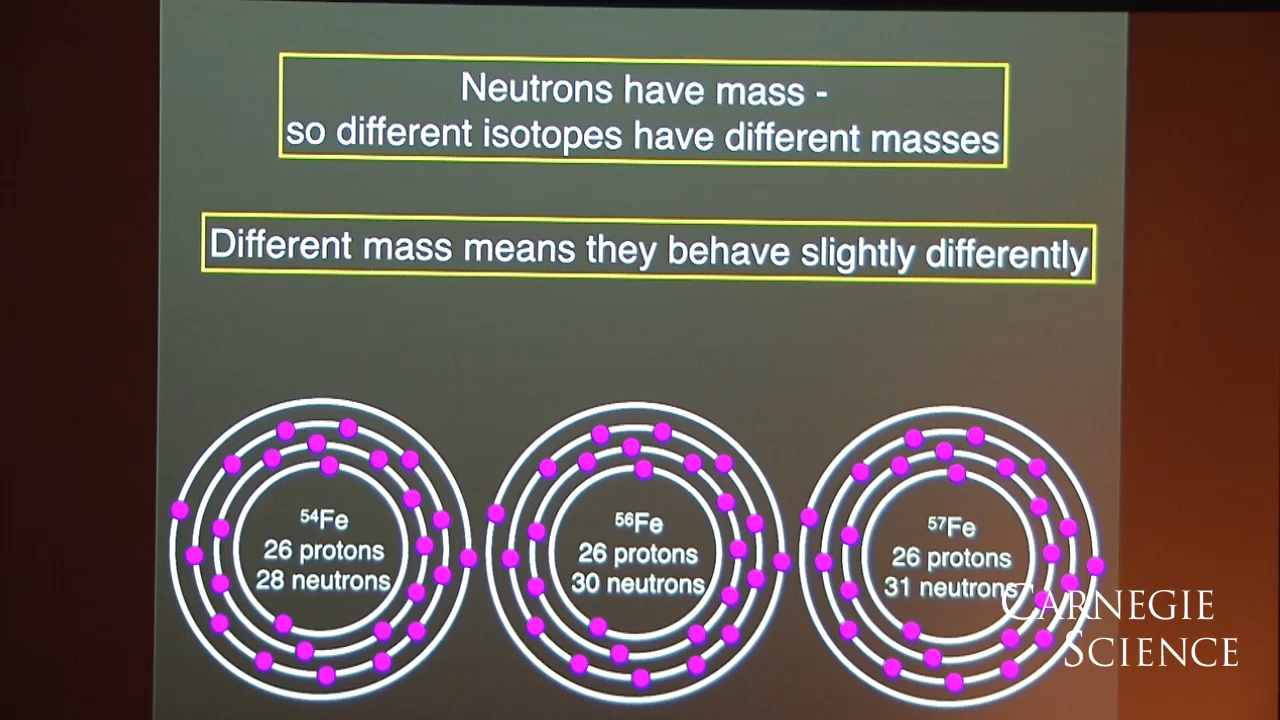 Neutrons have mass -
so different isotopes have different masses
Different mass means they behave slightly differently
⁵⁴Fe
26 protons
28 neutrons
⁵⁶Fe
26 protons
30 neutrons
⁵⁷Fe
26 protons
31 neutrons
CARNEGIE
SCIENCE